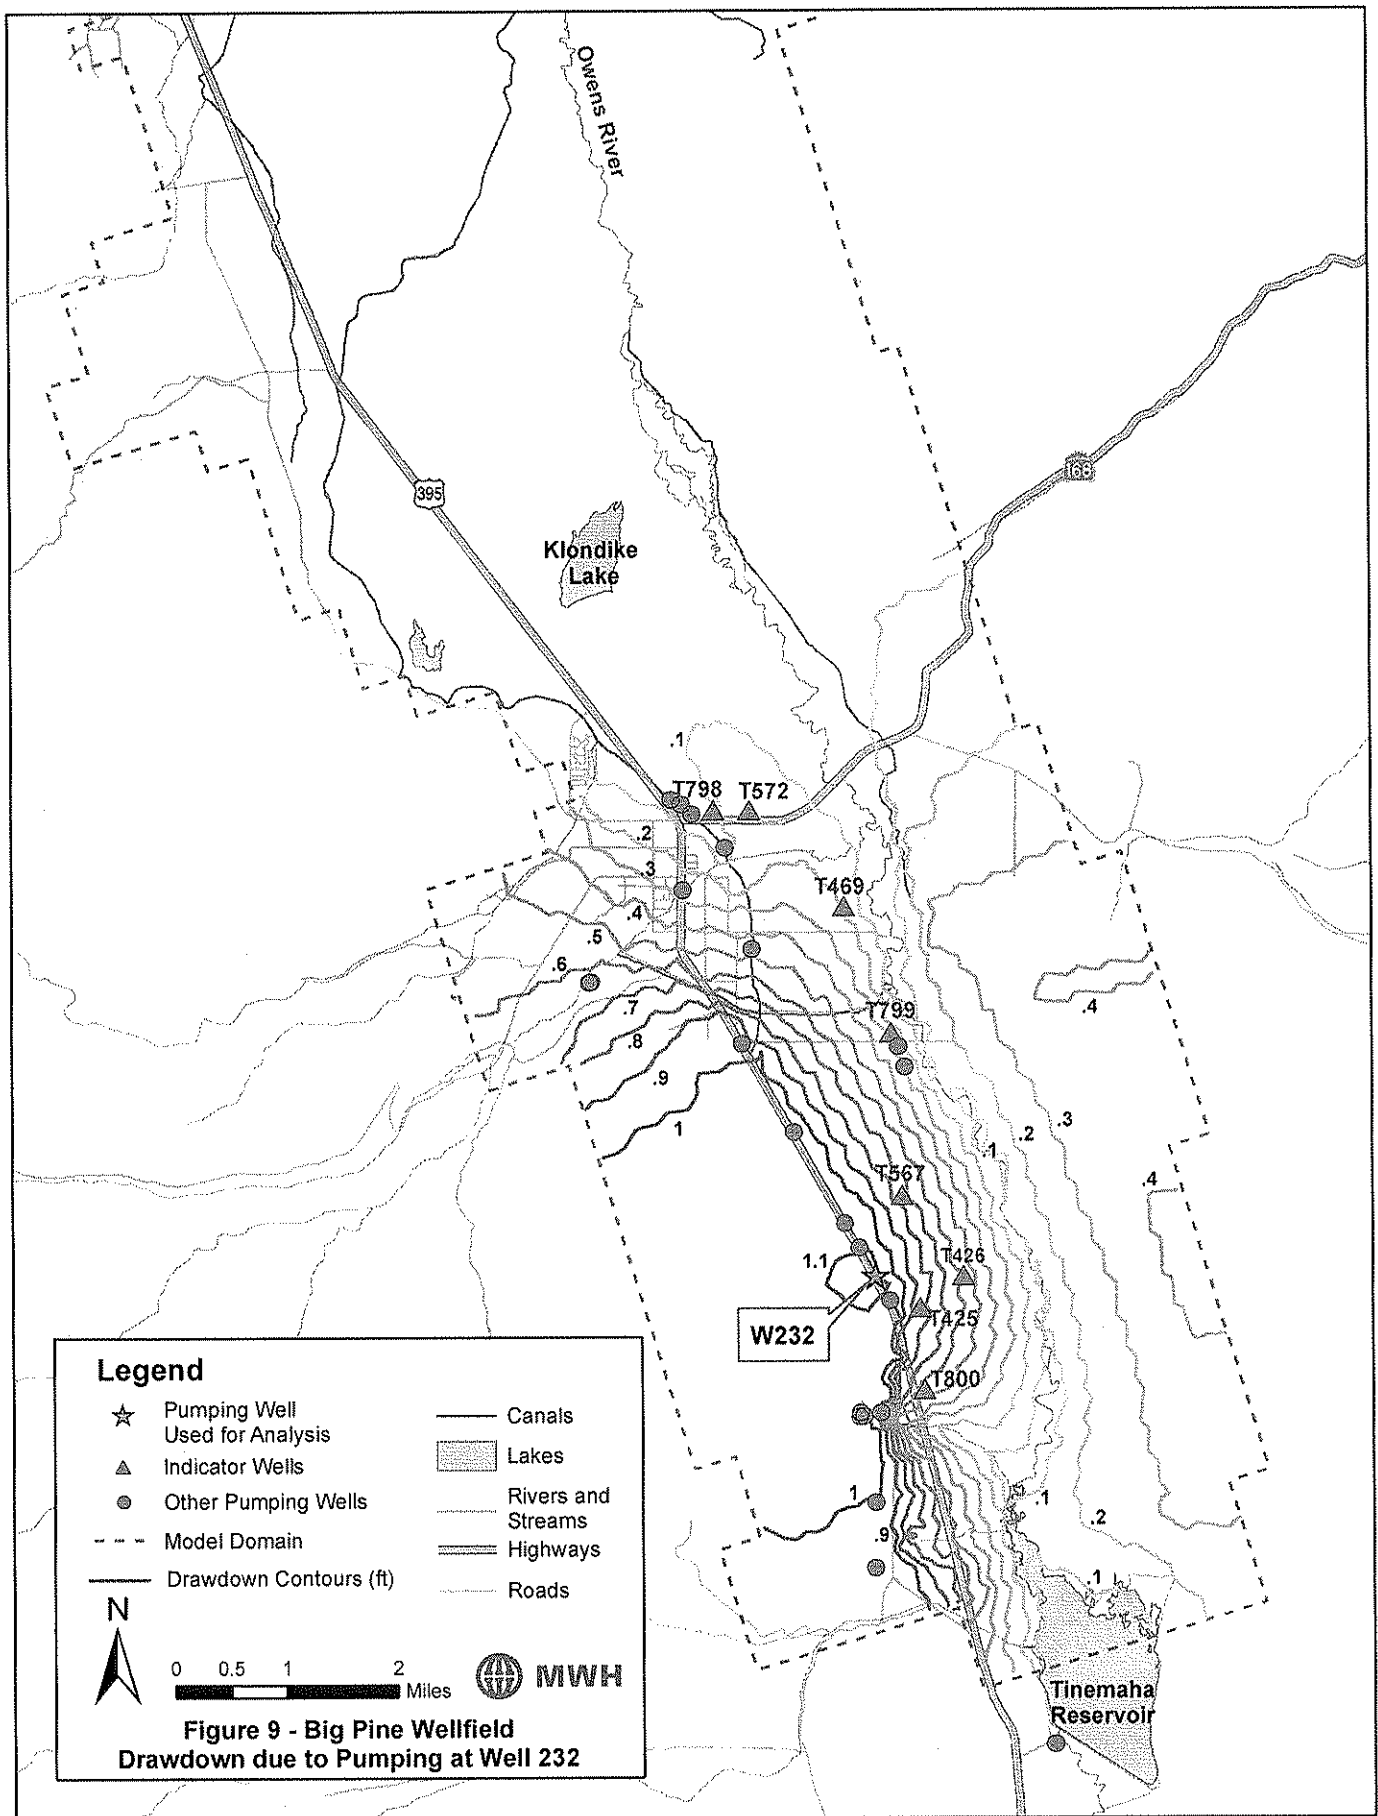 Owens River
168
395
Klondike
Lake
.1
T798
T572
.2
.3
T469
.4
.5
.6
.7
T799
.4
.8
.9
1
.3
.2
.1
T567
.4
1.1
T426
W232
T425
T800
1
.1
.9
.2
.1
Tinemaha
Reservoir
Legend
Pumping Well
Used for Analysis
Indicator Wells
Other Pumping Wells
Model Domain
Drawdown Contours (ft)
Canals
Lakes
Rivers and
Streams
Highways
Roads
N
0 0.5 1 2
Miles
MWH
Figure 9 - Big Pine Wellfield
Drawdown due to Pumping at Well 232